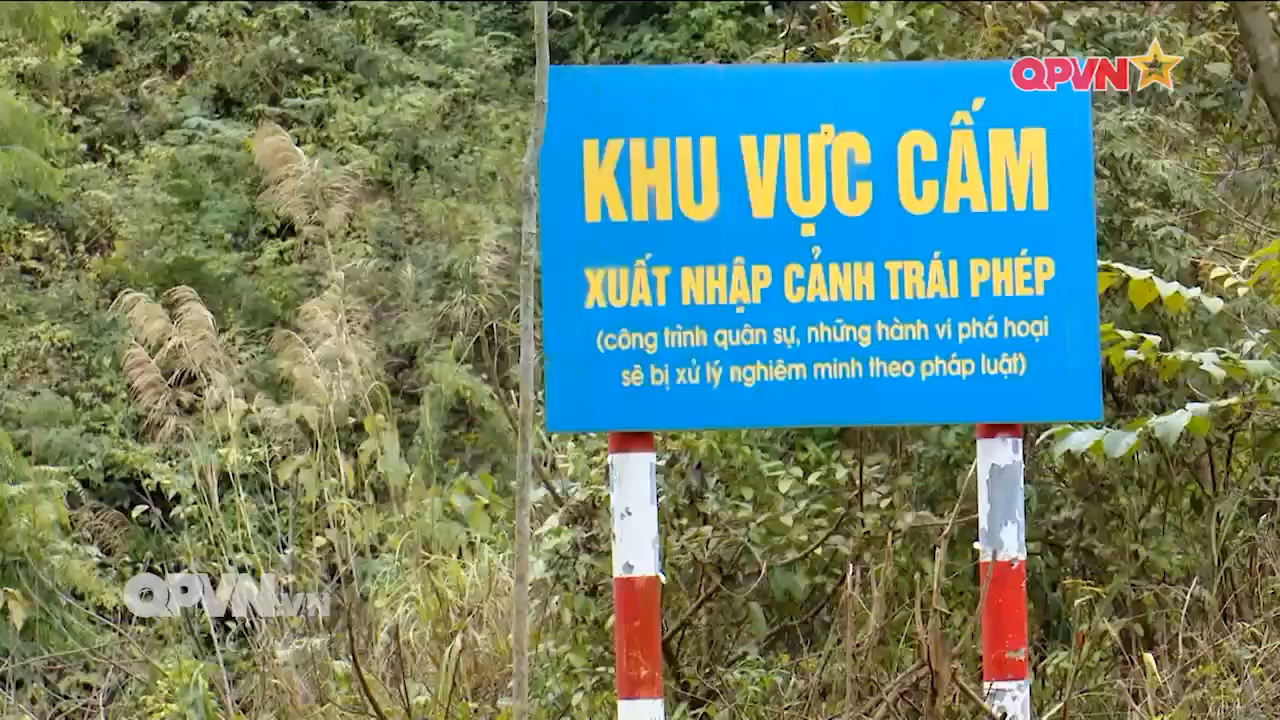 QPVN
KHU VỰC CẤM
XUẤT NHẬP CẢNH TRÁI PHÉP
(công trình quân sự, những hành vi phá hoại
sẽ bị xử lý nghiêm minh theo pháp luật)
QPVN.VN